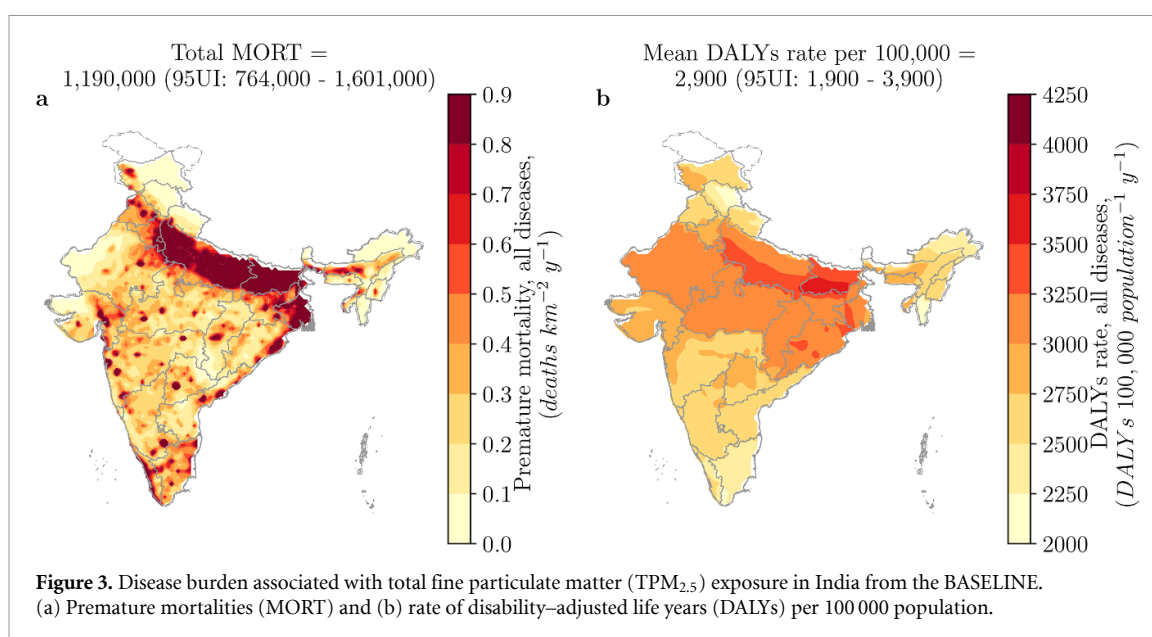 Total MORT =
1,190,000 (95UI: 764,000 - 1,601,000)
a
0.9
0.8
0.7
0.6
0.5
0.4
0.3
0.2
0.1
0.0
Premature mortality, all diseases,
(deaths km⁻² y⁻¹)
Mean DALYs rate per 100,000 =
2,900 (95UI: 1,900 - 3,900)
b
4250
4000
3750
3500
3250
3000
2750
2500
2250
2000
DALYs rate, all diseases,
(DALYs 100,000 population⁻¹ y⁻¹)
Figure 3. Disease burden associated with total fine particulate matter (TPM₂.₅) exposure in India from the BASELINE.
(a) Premature mortalities (MORT) and (b) rate of disability–adjusted life years (DALYs) per 100 000 population.